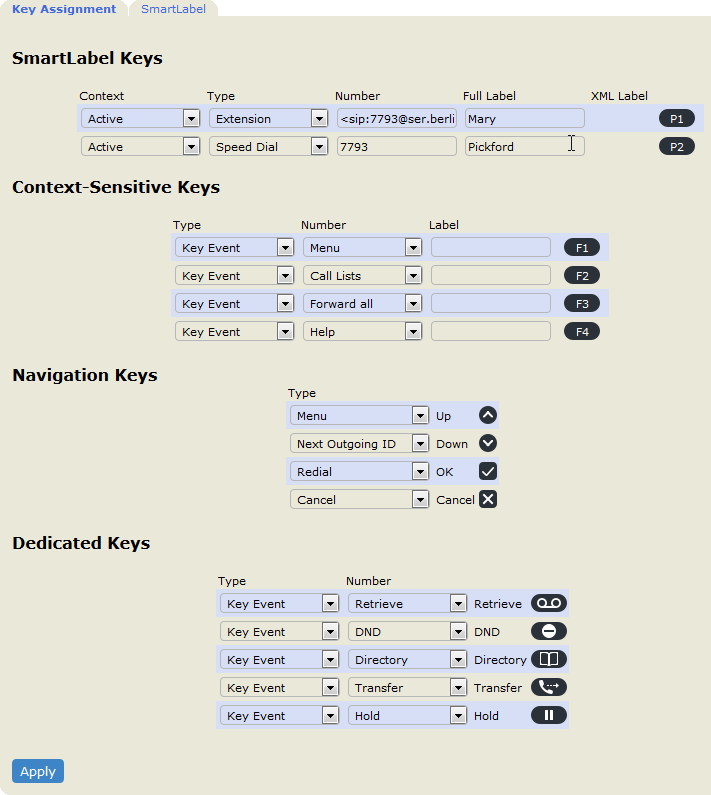 Key Assignment SmartLabel
SmartLabel Keys
Context Type Number Full Label XML Label
Active Extension <sip:7793@ser.berli Mary P1
Active Speed Dial 7793 Pickford P2
Context-Sensitive Keys
Type Number Label
Key Event Menu F1
Key Event Call Lists F2
Key Event Forward all F3
Key Event Help F4
Navigation Keys
Type
Menu Up
Next Outgoing ID Down
Redial OK
Cancel Cancel
Dedicated Keys
Type Number
Key Event Retrieve Retrieve
Key Event DND DND
Key Event Directory Directory
Key Event Transfer Transfer
Key Event Hold Hold
Apply